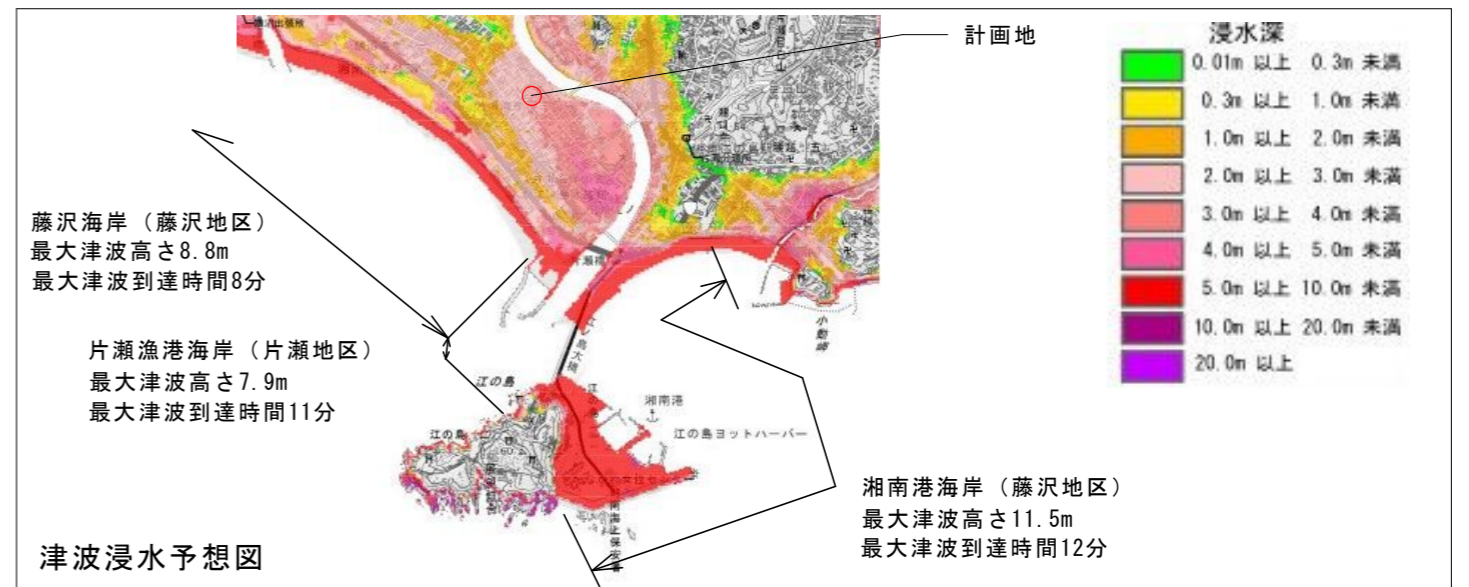 計画地
浸水深
0.01m 以上 0.3m 未満
0.3m 以上 1.0m 未満
1.0m 以上 2.0m 未満
2.0m 以上 3.0m 未満
3.0m 以上 4.0m 未満
4.0m 以上 5.0m 未満
5.0m 以上 10.0m 未満
10.0m 以上 20.0m 未満
20.0m 以上
藤沢海岸（藤沢地区）
最大津波高さ8.8m
最大津波到達時間8分
片瀬漁港海岸（片瀬地区）
最大津波高さ7.9m
最大津波到達時間11分
小動岬
江の島
湘南港
江の島
江の島ヨットハーバー
湘南港海岸（藤沢地区）
最大津波高さ11.5m
最大津波到達時間12分
津波浸水予想図